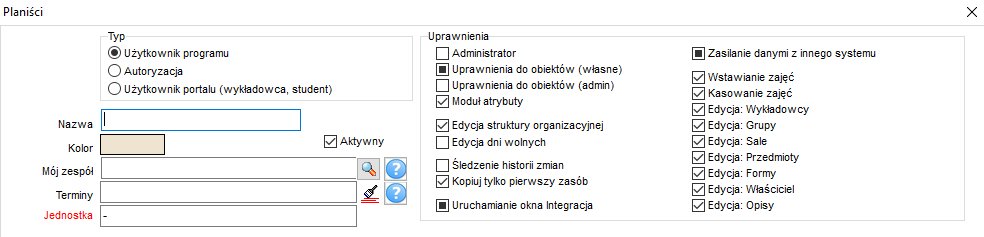 Planiści
Typ
Użytkownik programu
Autoryzacja
Użytkownik portalu (wykładowca, student)
Nazwa
Kolor
Aktywny
Mój zespół
?
Terminy
?
Jednostka
-
Uprawnienia
Administrator
Uprawnienia do obiektów (własne)
Uprawnienia do obiektów (admin)
Moduł atrybuty
Edycja struktury organizacyjnej
Edycja dni wolnych
Śledzenie historii zmian
Kopiuj tylko pierwszy zasób
Uruchamianie okna Integracja
Zasilanie danymi z innego systemu
Wstawianie zajęć
Kasowanie zajęć
Edycja: Wykładowcy
Edycja: Grupy
Edycja: Sale
Edycja: Przedmioty
Edycja: Formy
Edycja: Właściciel
Edycja: Opisy